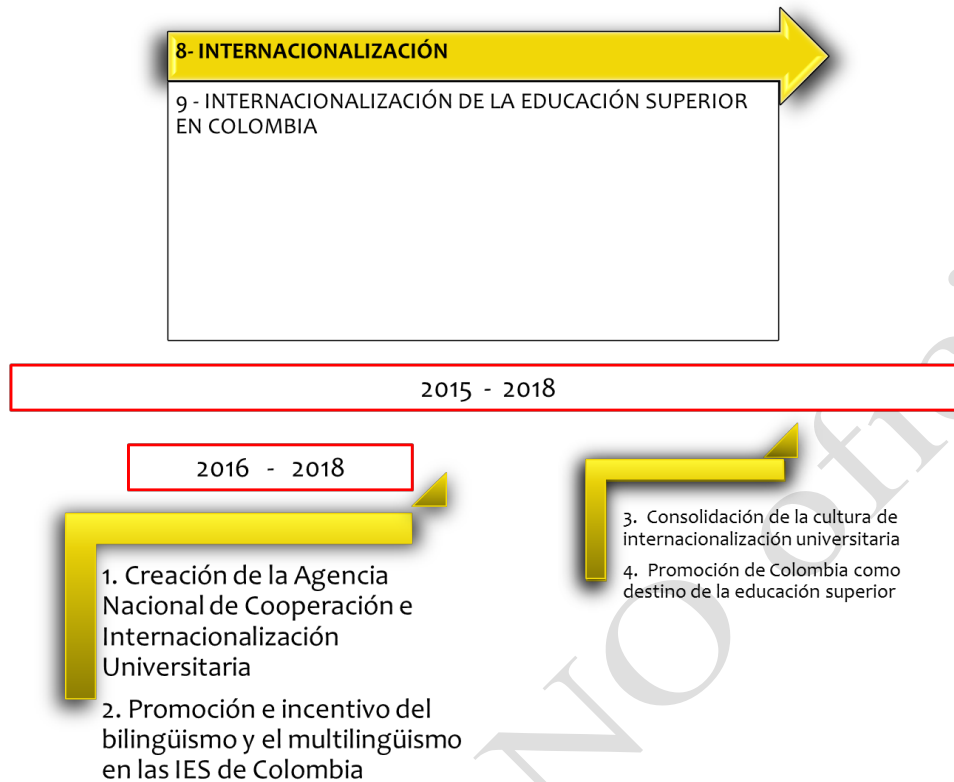 8- INTERNACIONALIZACIÓN
9 - INTERNACIONALIZACIÓN DE LA EDUCACIÓN SUPERIOR
EN COLOMBIA
2015 - 2018
2016 - 2018
1. Creación de la Agencia
Nacional de Cooperación e
Internacionalización
Universitaria
2. Promoción e incentivo del
bilingüismo y el multilingüismo
en las IES de Colombia
3. Consolidación de la cultura de
internacionalización universitaria
4. Promoción de Colombia como
destino de la educación superior
NO ofi